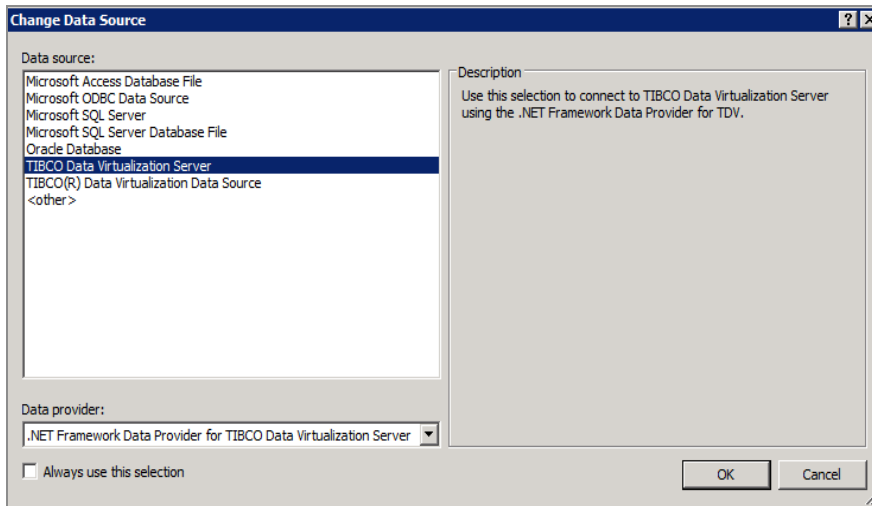 Change Data Source
Data source:
Microsoft Access Database File
Microsoft ODBC Data Source
Microsoft SQL Server
Microsoft SQL Server Database File
Oracle Database
TIBCO Data Virtualization Server
TIBCO(R) Data Virtualization Data Source
<other>
Description
Use this selection to connect to TIBCO Data Virtualization Server
using the .NET Framework Data Provider for TDV.
Data provider:
.NET Framework Data Provider for TIBCO Data Virtualization Server
Always use this selection
OK
Cancel